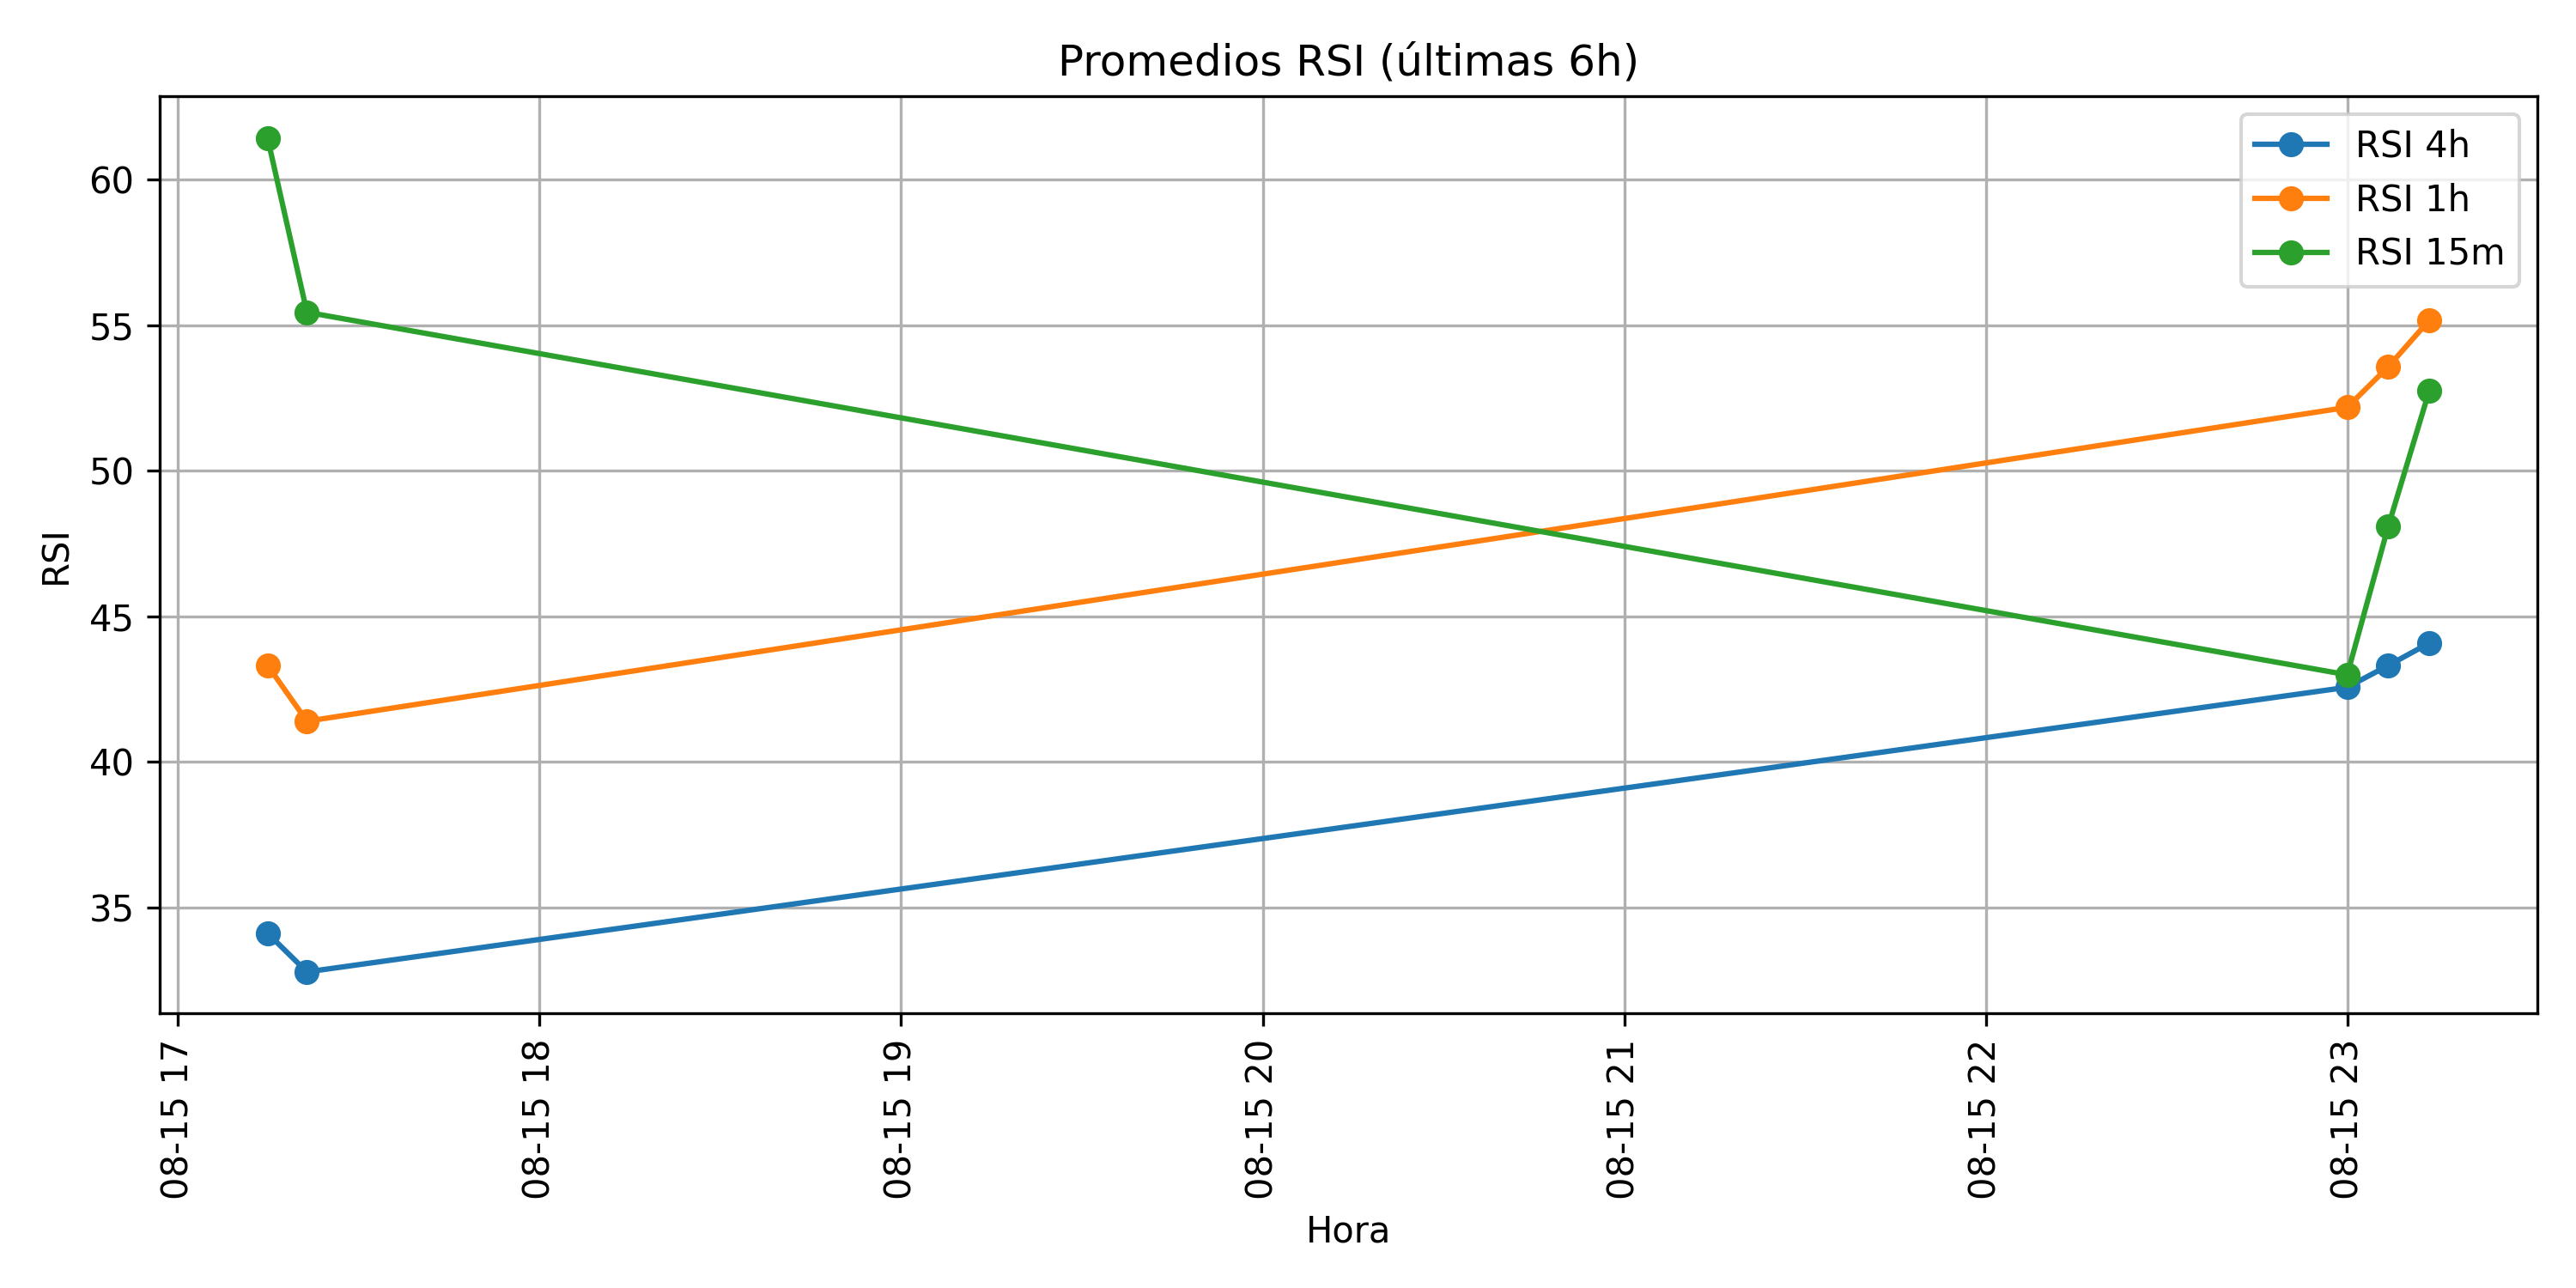 Promedios RSI (últimas 6h)
RSI 4h
RSI 1h
RSI 15m
RSI
60
55
50
45
40
35
08-15 17
08-15 18
08-15 19
08-15 20
08-15 21
08-15 22
08-15 23
Hora